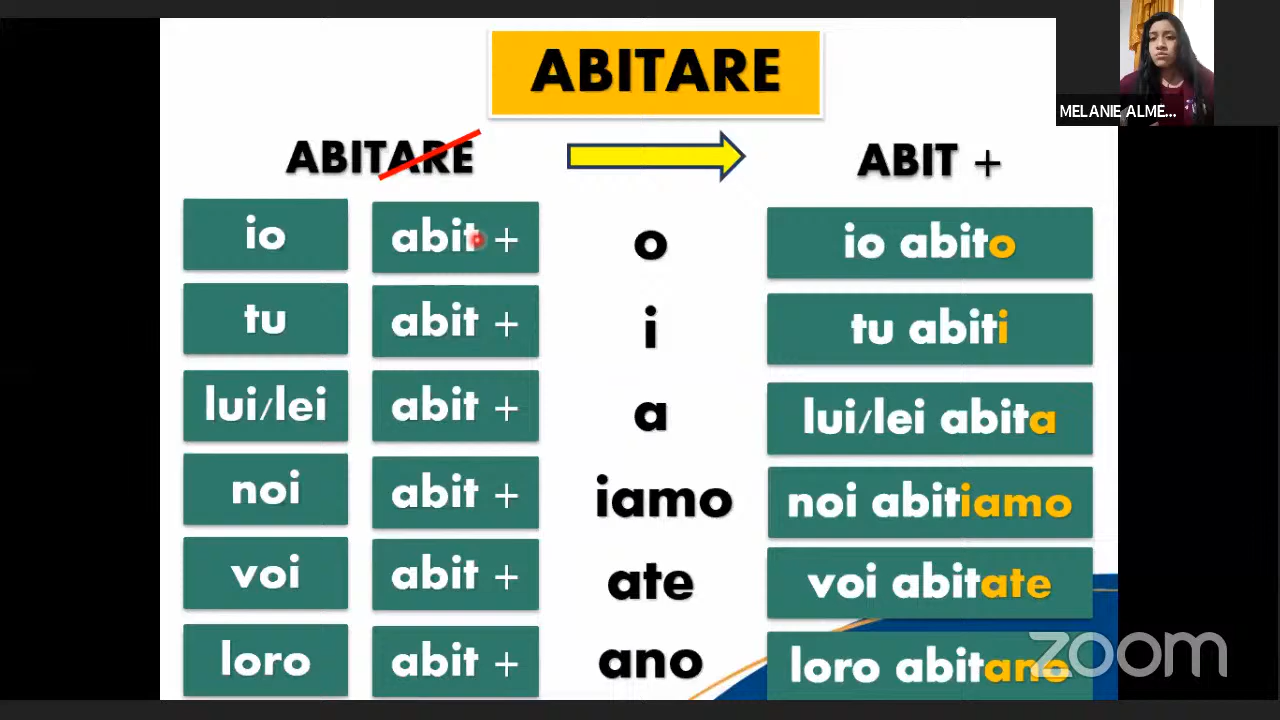 ABITARE
MELANIE ALME...
ABITARE
ABIT +
io abit + o io abito
tu abit + i tu abiti
lui/lei abit + a lui/lei abita
noi abit + iamo noi abitiamo
voi abit + ate voi abitate
loro abit + ano loro abitano
zoom